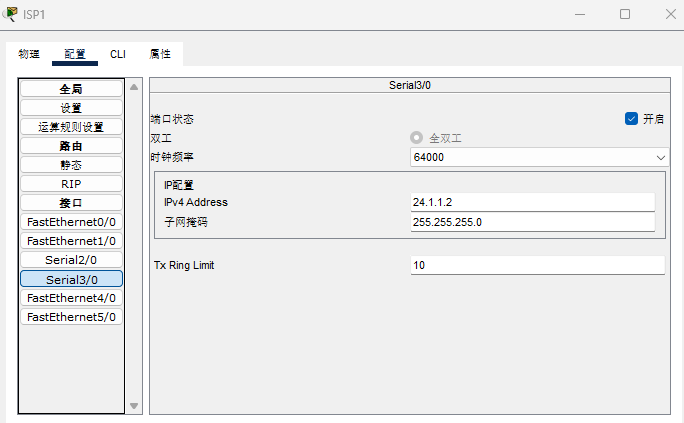 ISP1
物理 配置 CLI 属性
全局
设置
运算规则设置
路由
静态
RIP
接口
FastEthernet0/0
FastEthernet1/0
Serial2/0
Serial3/0
FastEthernet4/0
FastEthernet5/0
Serial3/0
端口状态 开启
双工 全双工
时钟频率 64000
IP配置
IPv4 Address 24.1.1.2
子网掩码 255.255.255.0
Tx Ring Limit 10